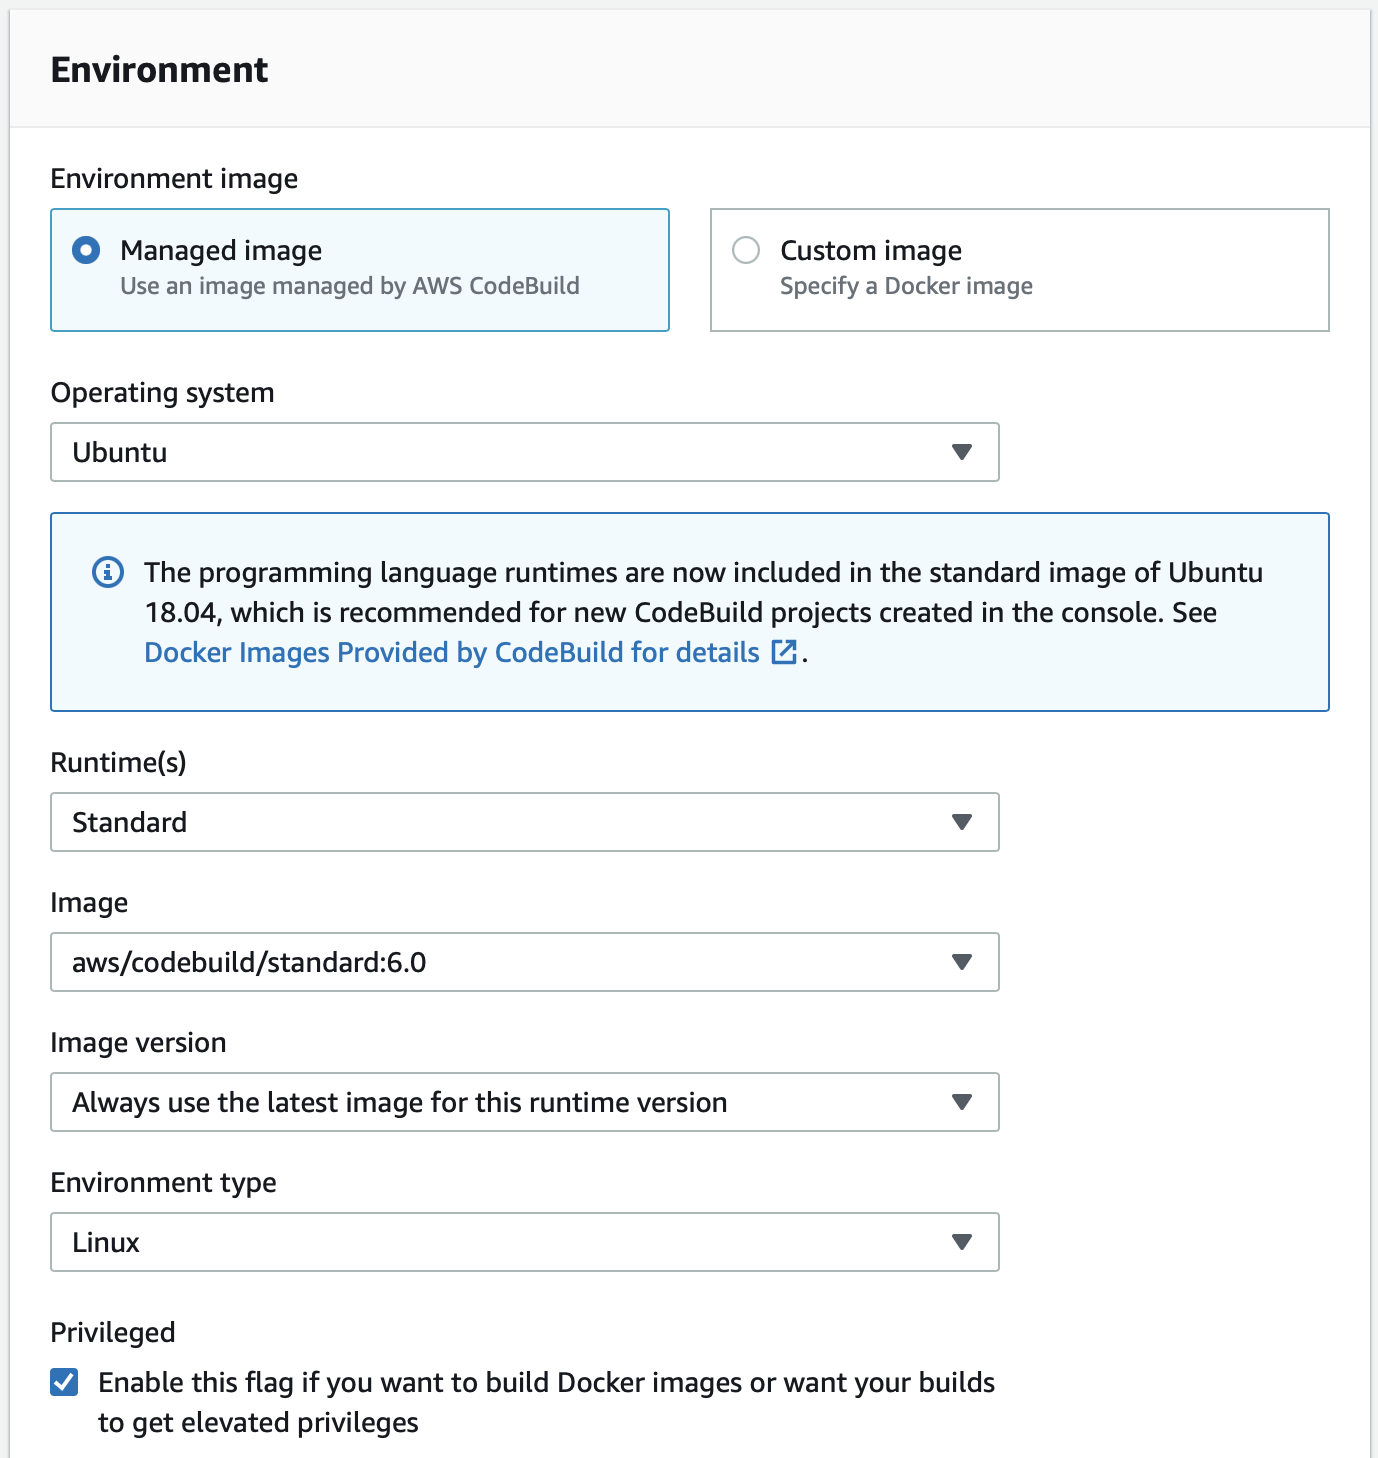 Environment
Environment image
Managed image
Use an image managed by AWS CodeBuild
Custom image
Specify a Docker image
Operating system
Ubuntu
The programming language runtimes are now included in the standard image of Ubuntu
18.04, which is recommended for new CodeBuild projects created in the console. See
Docker Images Provided by CodeBuild for details .
Runtime(s)
Standard
Image
aws/codebuild/standard:6.0
Image version
Always use the latest image for this runtime version
Environment type
Linux
Privileged
Enable this flag if you want to build Docker images or want your builds
to get elevated privileges